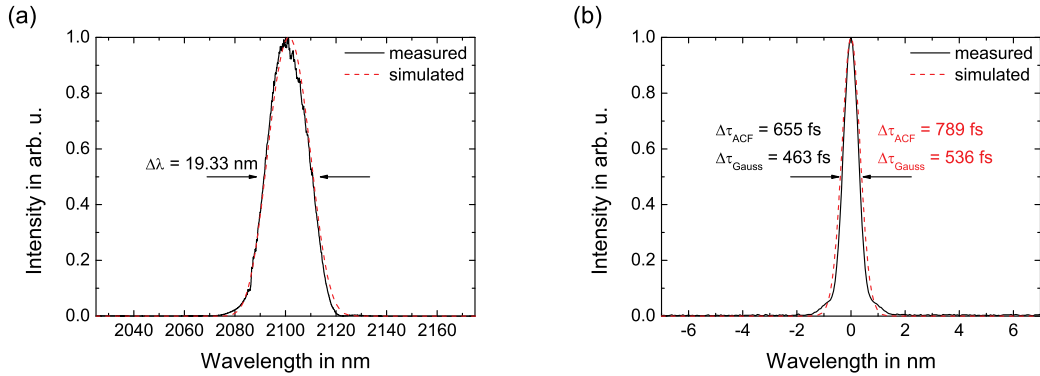 (a)
Intensity in arb. u.
1.0
0.8
0.6
0.4
0.2
0.0
measured
simulated
Δλ = 19.33 nm
2040 2060 2080 2100 2120 2140 2160
Wavelength in nm
(b)
Intensity in arb. u.
1.0
0.8
0.6
0.4
0.2
0.0
measured
simulated
Δτ_ACF = 655 fs
Δτ_Gauss = 463 fs
Δτ_ACF = 789 fs
Δτ_Gauss = 536 fs
-6 -4 -2 0 2 4 6
Wavelength in nm